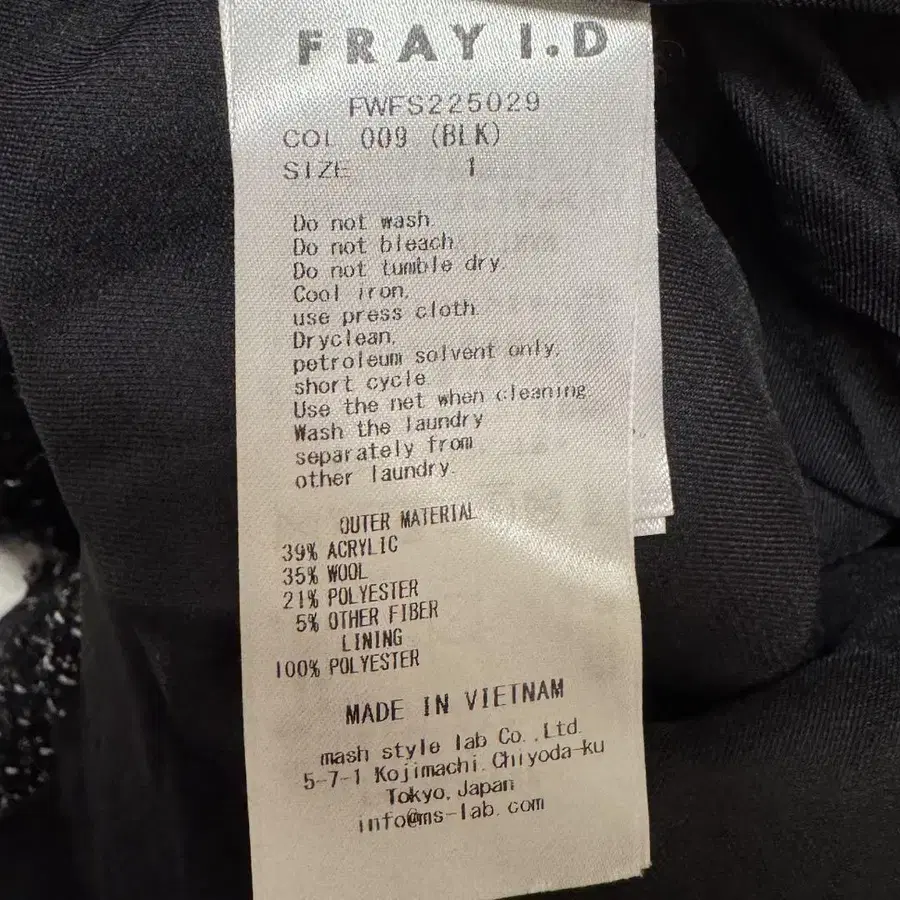 FRAY I.D
FWFS225029
COL 009 (BLK)
SIZE 1
Do not wash.
Do not bleach.
Do not tumble dry.
Cool iron.
use press cloth.
Dryclean.
petroleum solvent only.
short cycle.
Use the net when cleaning.
Wash the laundry
separately from
other laundry.
OUTER MATERIAL
39% ACRYLIC
35% WOOL
21% POLYESTER
5% OTHER FIBER
LINING
100% POLYESTER
MADE IN VIETNAM
mash style lab Co.,Ltd.
5-7-1 Kojimachi.Chiyoda-ku
Tokyo,Japan
info@ms-lab.com